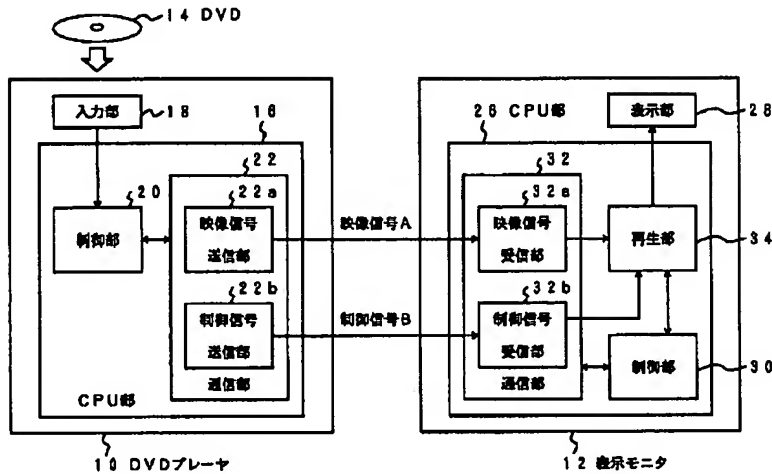 14 DVD
入力部
18
16
22
20
22a
制御部
映像信号
送信部
22b
制御信号
送信部
通信部
CPU部
10 DVDプレーヤ
映像信号A
制御信号B
26 CPU部
表示部
28
32
32a
映像信号
受信部
再生部
34
32b
制御信号
受信部
通信部
制御部
30
12 表示モニタ